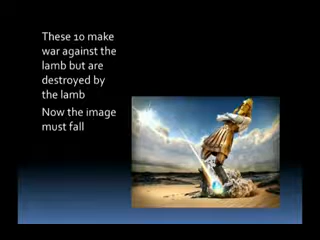 These 10 make
war against the
lamb but are
destroyed by
the lamb
Now the image
must fall